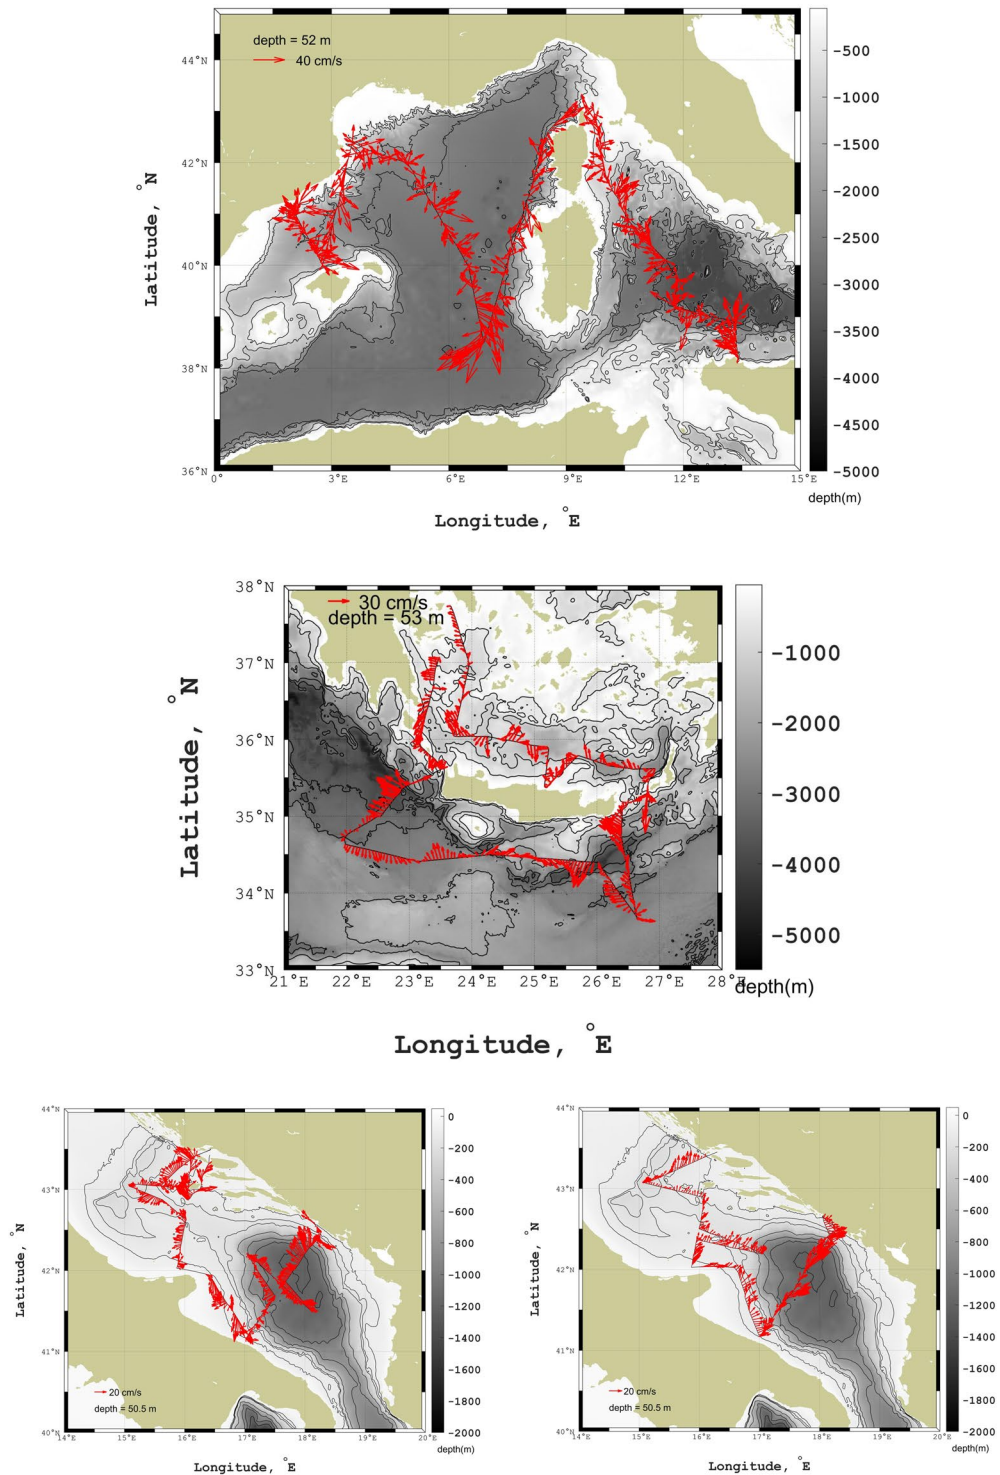 depth = 52 m
40 cm/s
44°N
42°N
40°N
38°N
36°N
Latitude, °N
0°
3°E
6°E
9°E
12°E
15°E
Longitude, °E
-500
-1000
-1500
-2000
-2500
-3000
-3500
-4000
-4500
-5000
depth(m)
30 cm/s
depth = 53 m
38°N
37°N
36°N
35°N
34°N
33°N
Latitude, °N
21°E
22°E
23°E
24°E
25°E
26°E
27°E
28°E
Longitude, °E
-1000
-2000
-3000
-4000
-5000
depth(m)
44°N
43°N
42°N
41°N
40°N
Latitude, °N
20 cm/s
depth = 50.5 m
14°E
15°E
16°E
17°E
18°E
19°E
20°E
Longitude, °E
0
-200
-400
-600
-800
-1000
-1200
-1400
-1600
-1800
-2000
depth(m)
44°N
43°N
42°N
41°N
40°N
Latitude, °N
20 cm/s
depth = 50.5 m
14°E
15°E
16°E
17°E
18°E
19°E
20°E
Longitude, °E
0
-200
-400
-600
-800
-1000
-1200
-1400
-1600
-1800
-2000
depth(m)